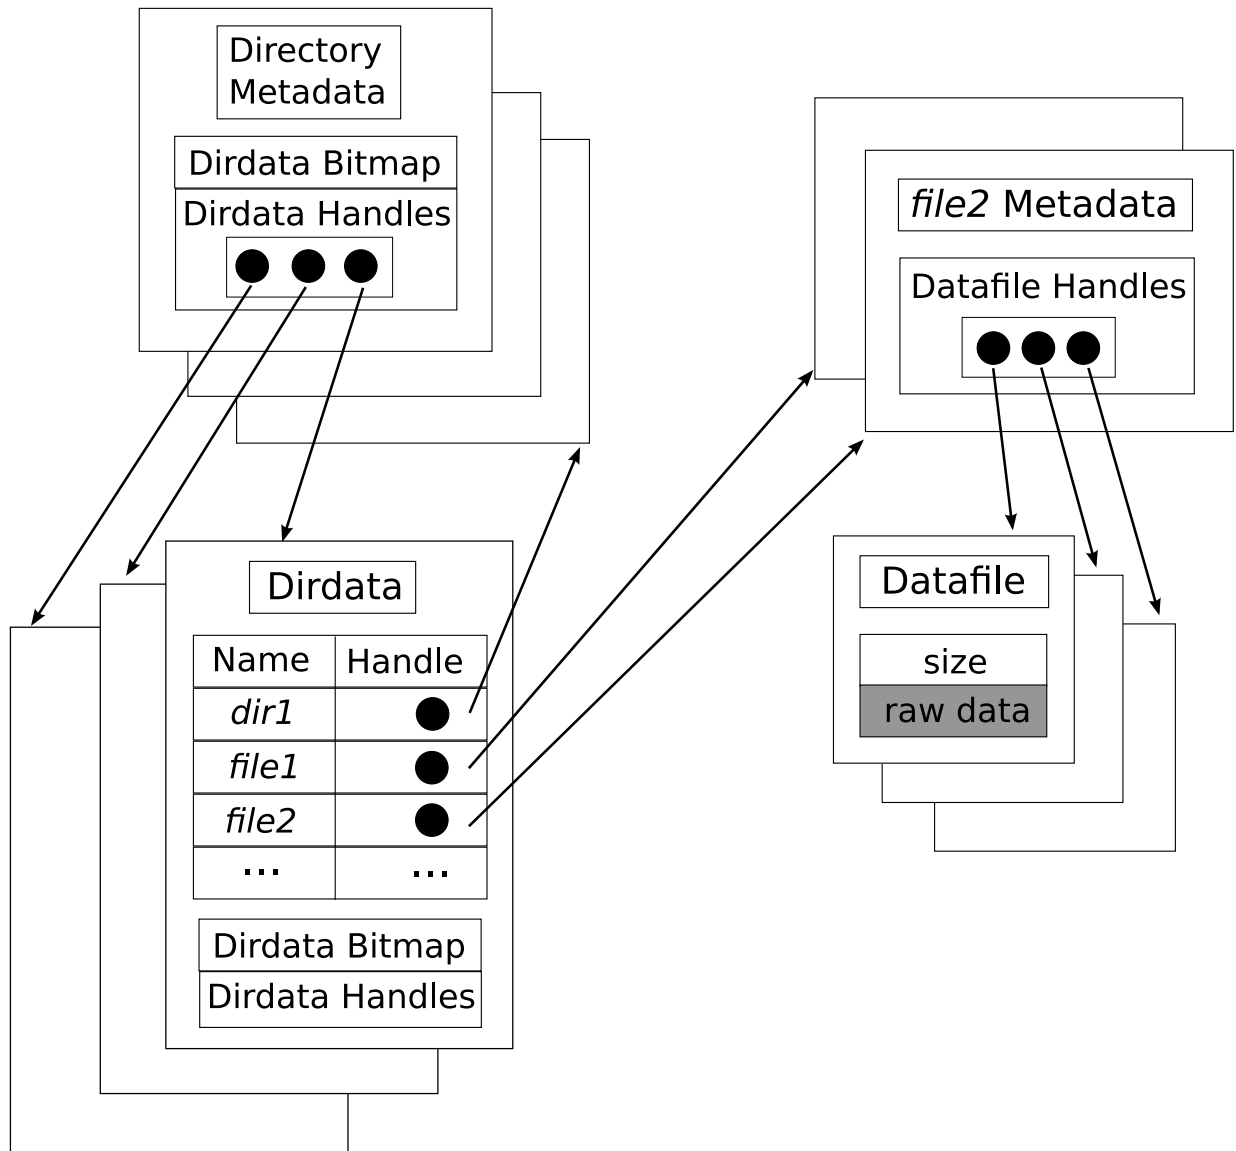 Directory
Metadata
Dirdata Bitmap
Dirdata Handles
file2 Metadata
Datafile Handles
Dirdata
Name Handle
dir1
file1
file2
... ...
Dirdata Bitmap
Dirdata Handles
Datafile
size
raw data